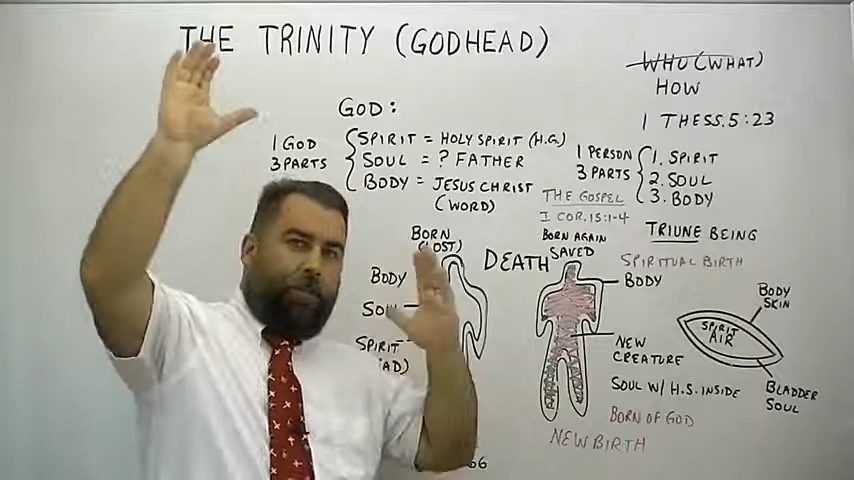 THE TRINITY (GODHEAD)
WHO (WHAT)
HOW
1 THESS. 5:23
GOD:
1 GOD
3 PARTS
SPIRIT = HOLY SPIRIT (H.G.)
SOUL = ? FATHER
BODY = JESUS CHRIST
(WORD)
1 PERSON
3 PARTS
1. SPIRIT
2. SOUL
3. BODY
THE GOSPEL
I COR. 15:1-4
TRIUNE BEING
BORN
(LOST)
BODY
SPIRIT
DEATH
BORN AGAIN
SAVED
SPIRITUAL BIRTH
BODY
NEW
CREATURE
SOUL W/ H.S. INSIDE
BORN OF GOD
NEW BIRTH
BODY
SKIN
SPIRIT
AIR
BLADDER
SOUL